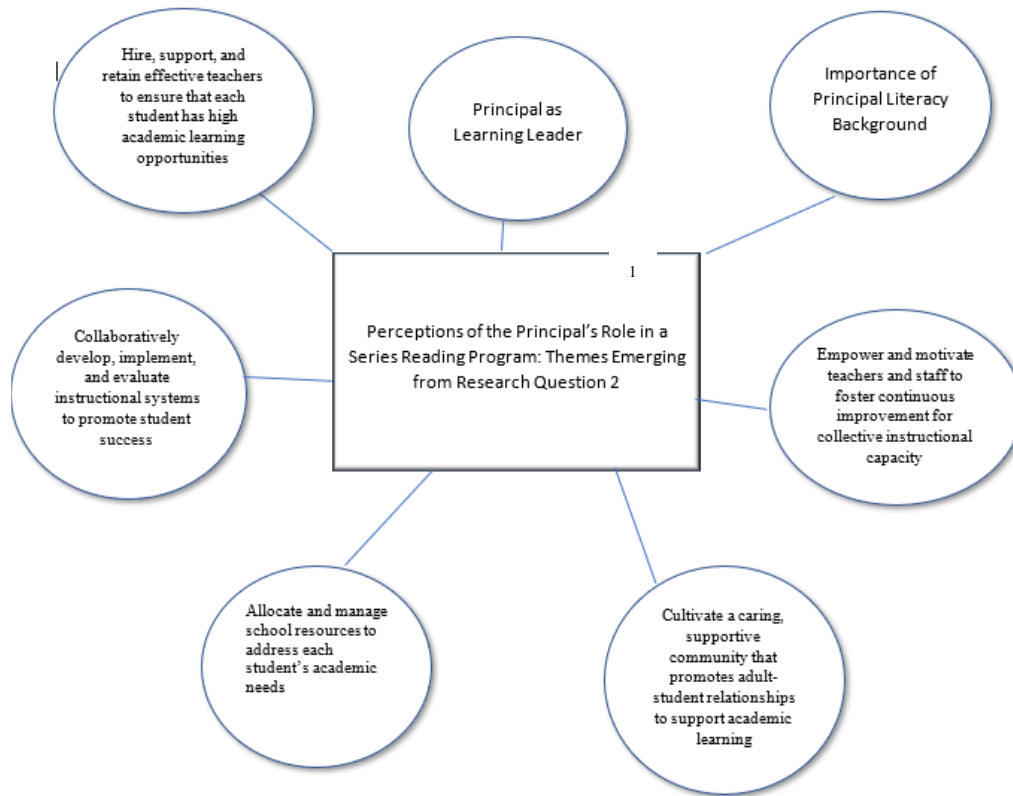 Hire, support, and
retain effective teachers
to ensure that each
student has high
academic learning
opportunities
Principal as
Learning Leader
Importance of
Principal Literacy
Background
1
Perceptions of the Principal's Role in a
Series Reading Program: Themes Emerging
from Research Question 2
Collaboratively
develop, implement,
and evaluate
instructional systems
to promote student
success
Empower and motivate
teachers and staff to
foster continuous
improvement for
collective instructional
capacity
Allocate and manage
school resources to
address each
student's academic
needs
Cultivate a caring,
supportive
community that
promotes adult-
student relationships
to support academic
learning